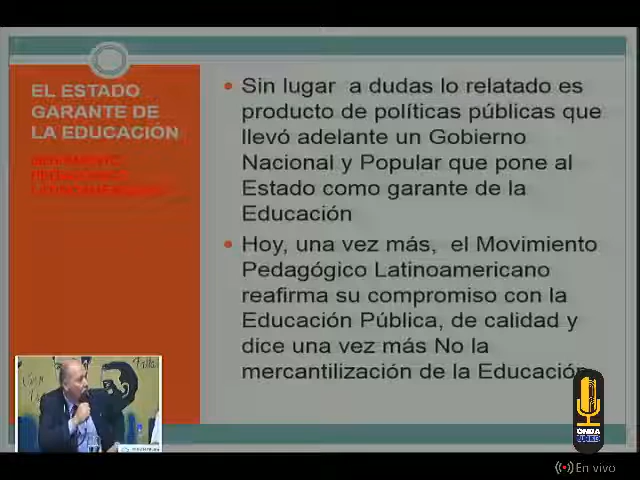 EL ESTADO
GARANTE DE
LA EDUCACIÓN
Sin lugar a dudas lo relatado es
producto de políticas públicas que
llevó adelante un Gobierno
Nacional y Popular que pone al
Estado como garante de la
Educación
Hoy, una vez más, el Movimiento
Pedagógico Latinoamericano
reafirma su compromiso con la
Educación Pública, de calidad y
dice una vez más No la
mercantilización de la Educación
ONDA
En vivo